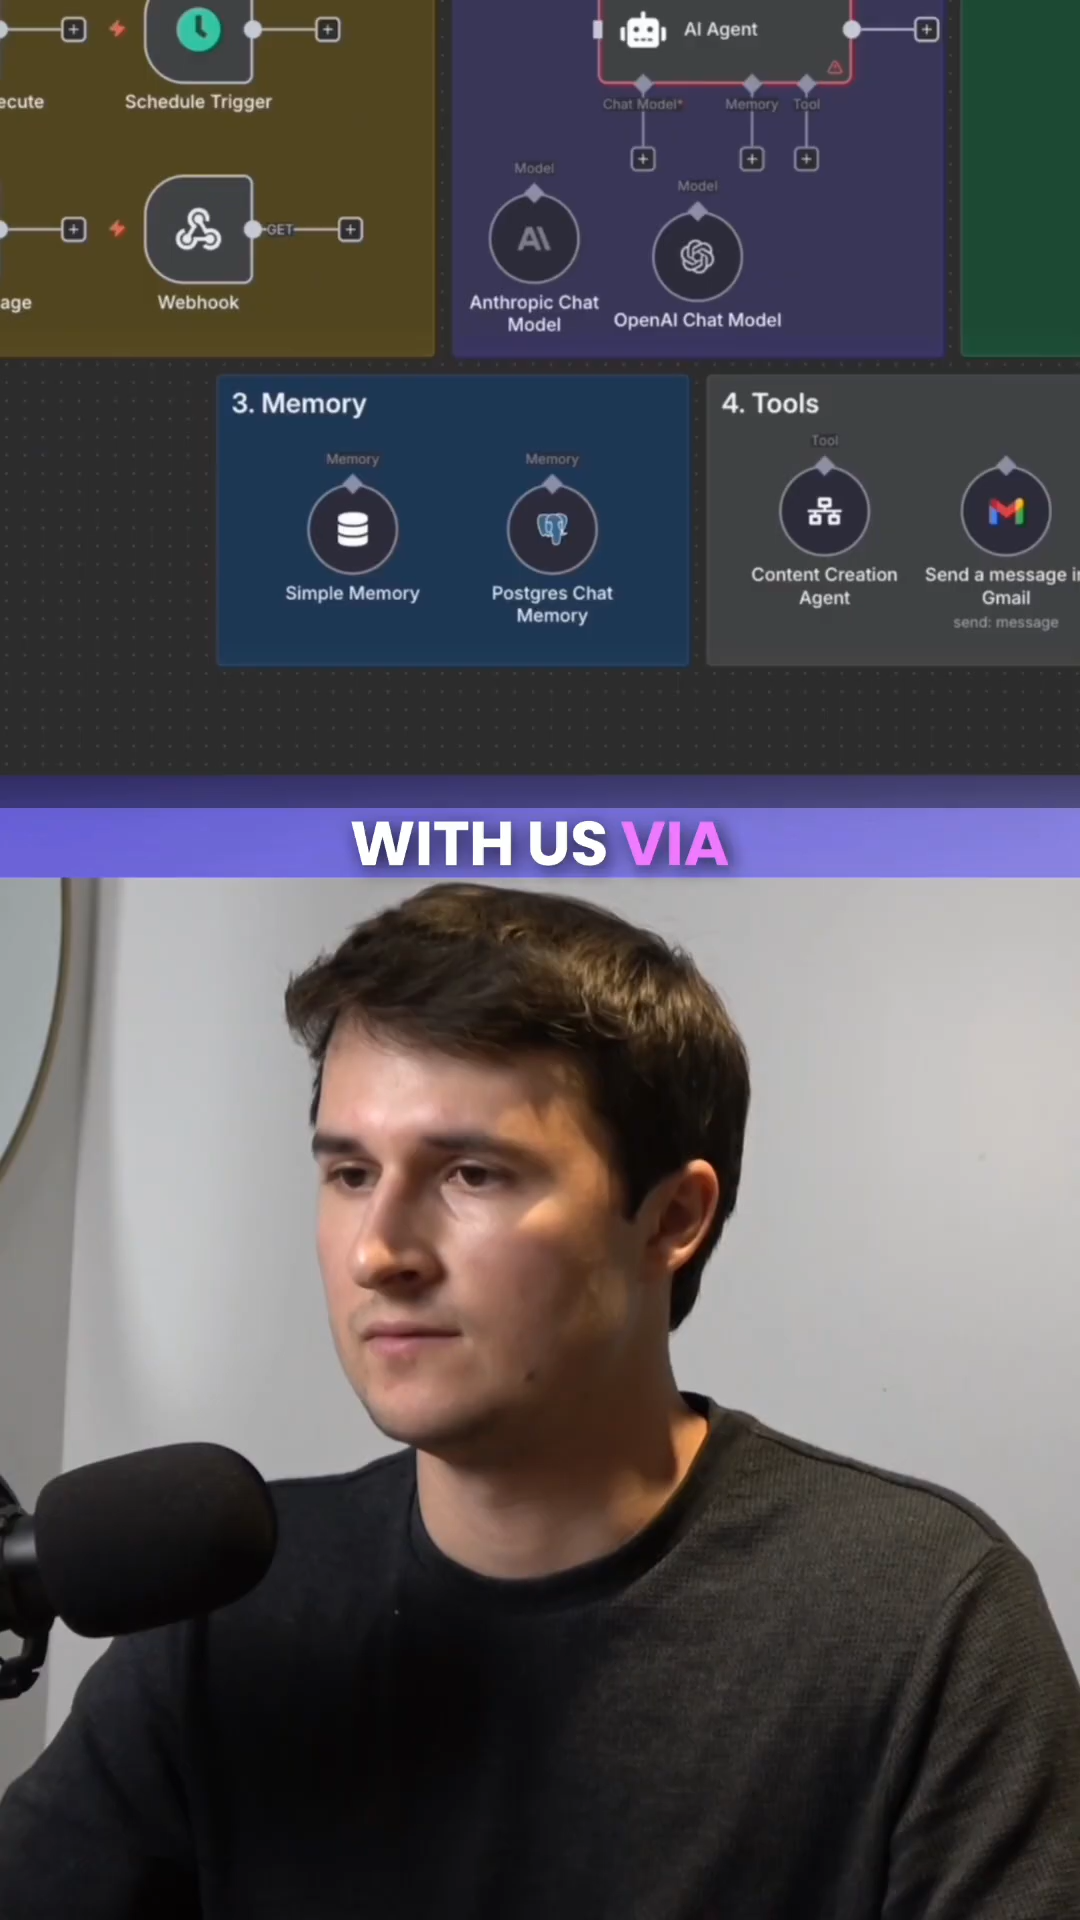 AI Agent
ecute
Schedule Trigger
Chat Model*
Memory
Tool
Model
Model
GET
age
Webhook
Anthropic Chat
Model
OpenAI Chat Model
3. Memory
Memory
Memory
Simple Memory
Postgres Chat
Memory
4. Tools
Tool
Content Creation
Agent
Send a message in
Gmail
send: message
WITH US VIA